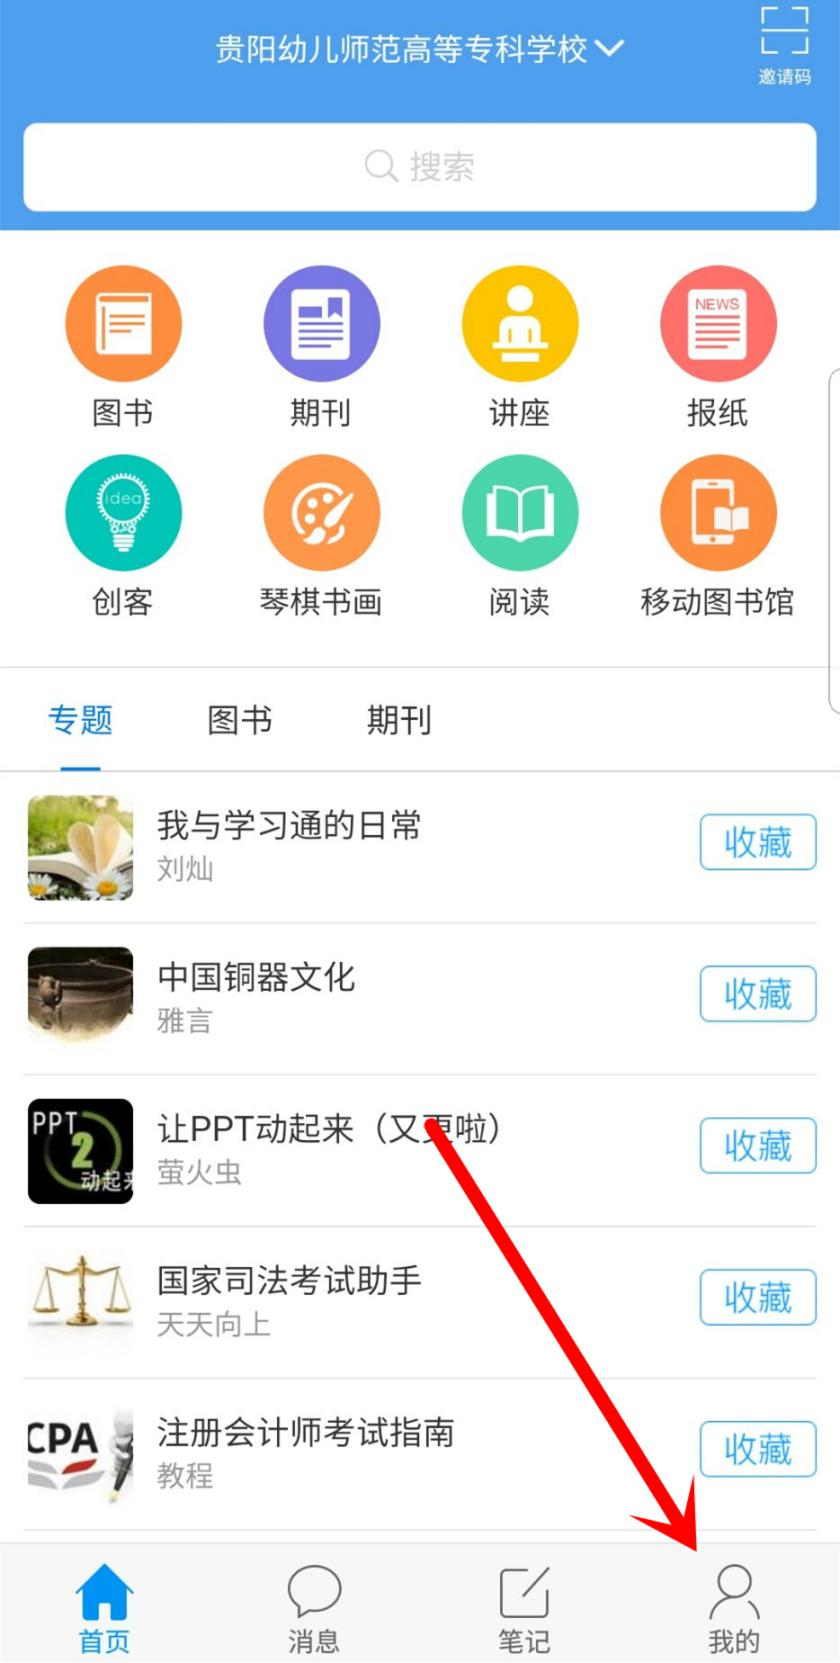 贵阳幼儿师范高等专科学校
邀请码
搜索
NEWS
图书
期刊
讲座
报纸
idea
创客
琴棋书画
阅读
移动图书馆
专题
图书
期刊
我与学习通的日常
刘灿
收藏
中国铜器文化
雅言
收藏
PPT
2
动起来
让PPT动起来（又更啦）
萤火虫
收藏
国家司法考试助手
天天向上
收藏
CPA
注册会计师考试指南
教程
收藏
首页
消息
笔记
我的